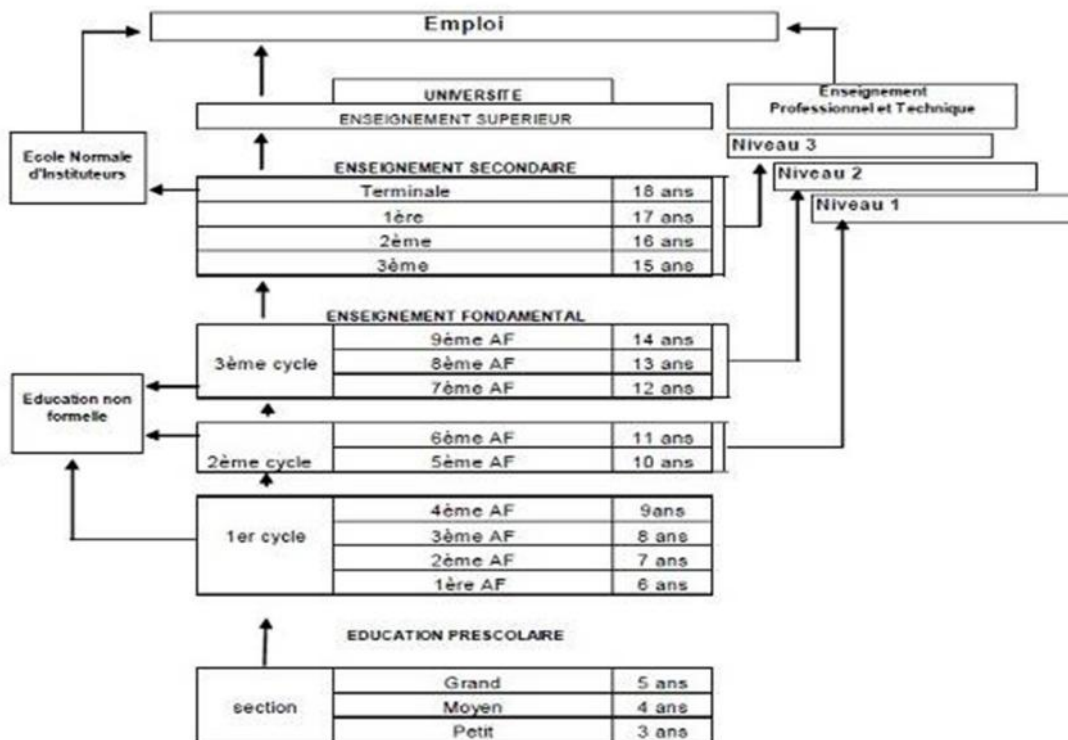 Emploi
UNIVERSITE
ENSEIGNEMENT SUPERIEUR
Enseignement
Professionnel et Technique
Niveau 3
Niveau 2
Niveau 1
Ecole Normale
d'Instituteurs
ENSEIGNEMENT SECONDAIRE
Terminale 18 ans
1ère 17 ans
2ème 16 ans
3ème 15 ans
ENSEIGNEMENT FONDAMENTAL
3ème cycle
9ème AF 14 ans
8ème AF 13 ans
7ème AF 12 ans
Education non
formelle
2ème cycle
6ème AF 11 ans
5ème AF 10 ans
1er cycle
4ème AF 9ans
3ème AF 8 ans
2ème AF 7 ans
1ère AF 6 ans
EDUCATION PRESCOLAIRE
section
Grand 5 ans
Moyen 4 ans
Petit 3 ans